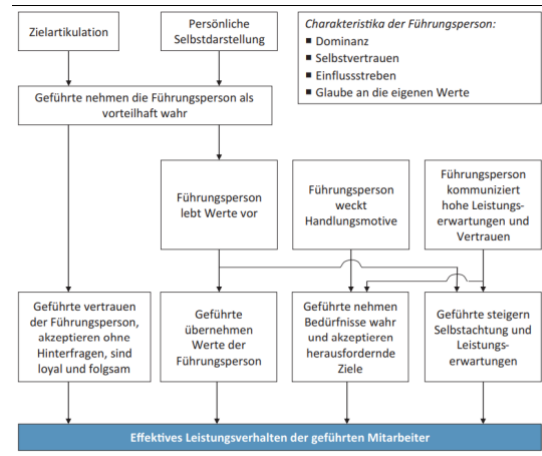 Zielartikulation
Persönliche
Selbstdarstellung
Charakteristika der Führungsperson:
▪ Dominanz
▪ Selbstvertrauen
▪ Einflussstreben
▪ Glaube an die eigenen Werte
Geführte nehmen die Führungsperson als
vorteilhaft wahr
Führungsperson
lebt Werte vor
Führungsperson
weckt
Handlungsmotive
Führungsperson
kommuniziert
hohe Leistungs-
erwartungen und
Vertrauen
Geführte vertrauen
der Führungsperson,
akzeptieren ohne
Hinterfragen, sind
loyal und folgsam
Geführte
übernehmen
Werte der
Führungsperson
Geführte nehmen
Bedürfnisse wahr
und akzeptieren
herausfordernde
Ziele
Geführte steigern
Selbstachtung und
Leistungs-
erwartungen
Effektives Leistungsverhalten der geführten Mitarbeiter